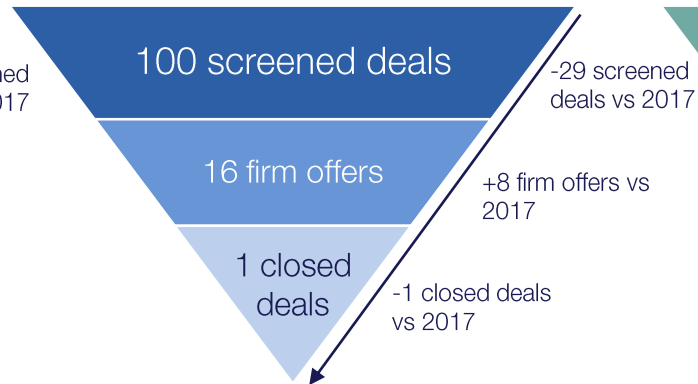 100 screened deals
-29 screened
deals vs 2017
16 firm offers
+8 firm offers vs
2017
1 closed
deals
-1 closed deals
vs 2017